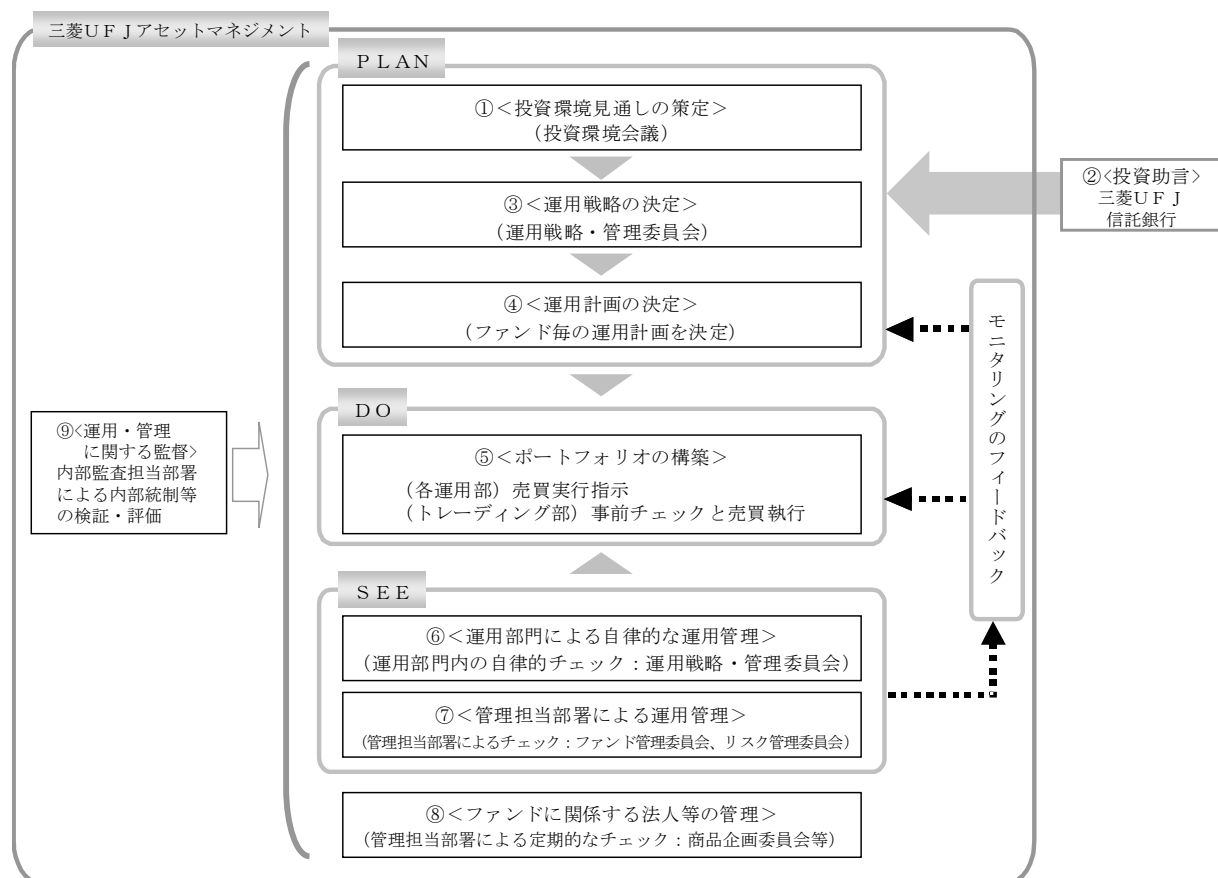 三菱ＵＦＪアセットマネジメント
ＰＬＡＮ
①＜投資環境見通しの策定＞
（投資環境会議）
②＜投資助言＞
三菱ＵＦＪ
信託銀行
③＜運用戦略の決定＞
（運用戦略・管理委員会）
④＜運用計画の決定＞
（ファンド毎の運用計画を決定）
モニタリングのフィードバック
ＤＯ
⑤＜ポートフォリオの構築＞
（各運用部）売買実行指示
（トレーディング部）事前チェックと売買執行
⑨＜運用・管理
に関する監督＞
内部監査担当部署
による内部統制等
の検証・評価
ＳＥＥ
⑥＜運用部門による自律的な運用管理＞
（運用部門内の自律的チェック：運用戦略・管理委員会）
⑦＜管理担当部署による運用管理＞
（管理担当部署によるチェック：ファンド管理委員会、リスク管理委員会）
⑧＜ファンドに関係する法人等の管理＞
（管理担当部署による定期的なチェック：商品企画委員会等）